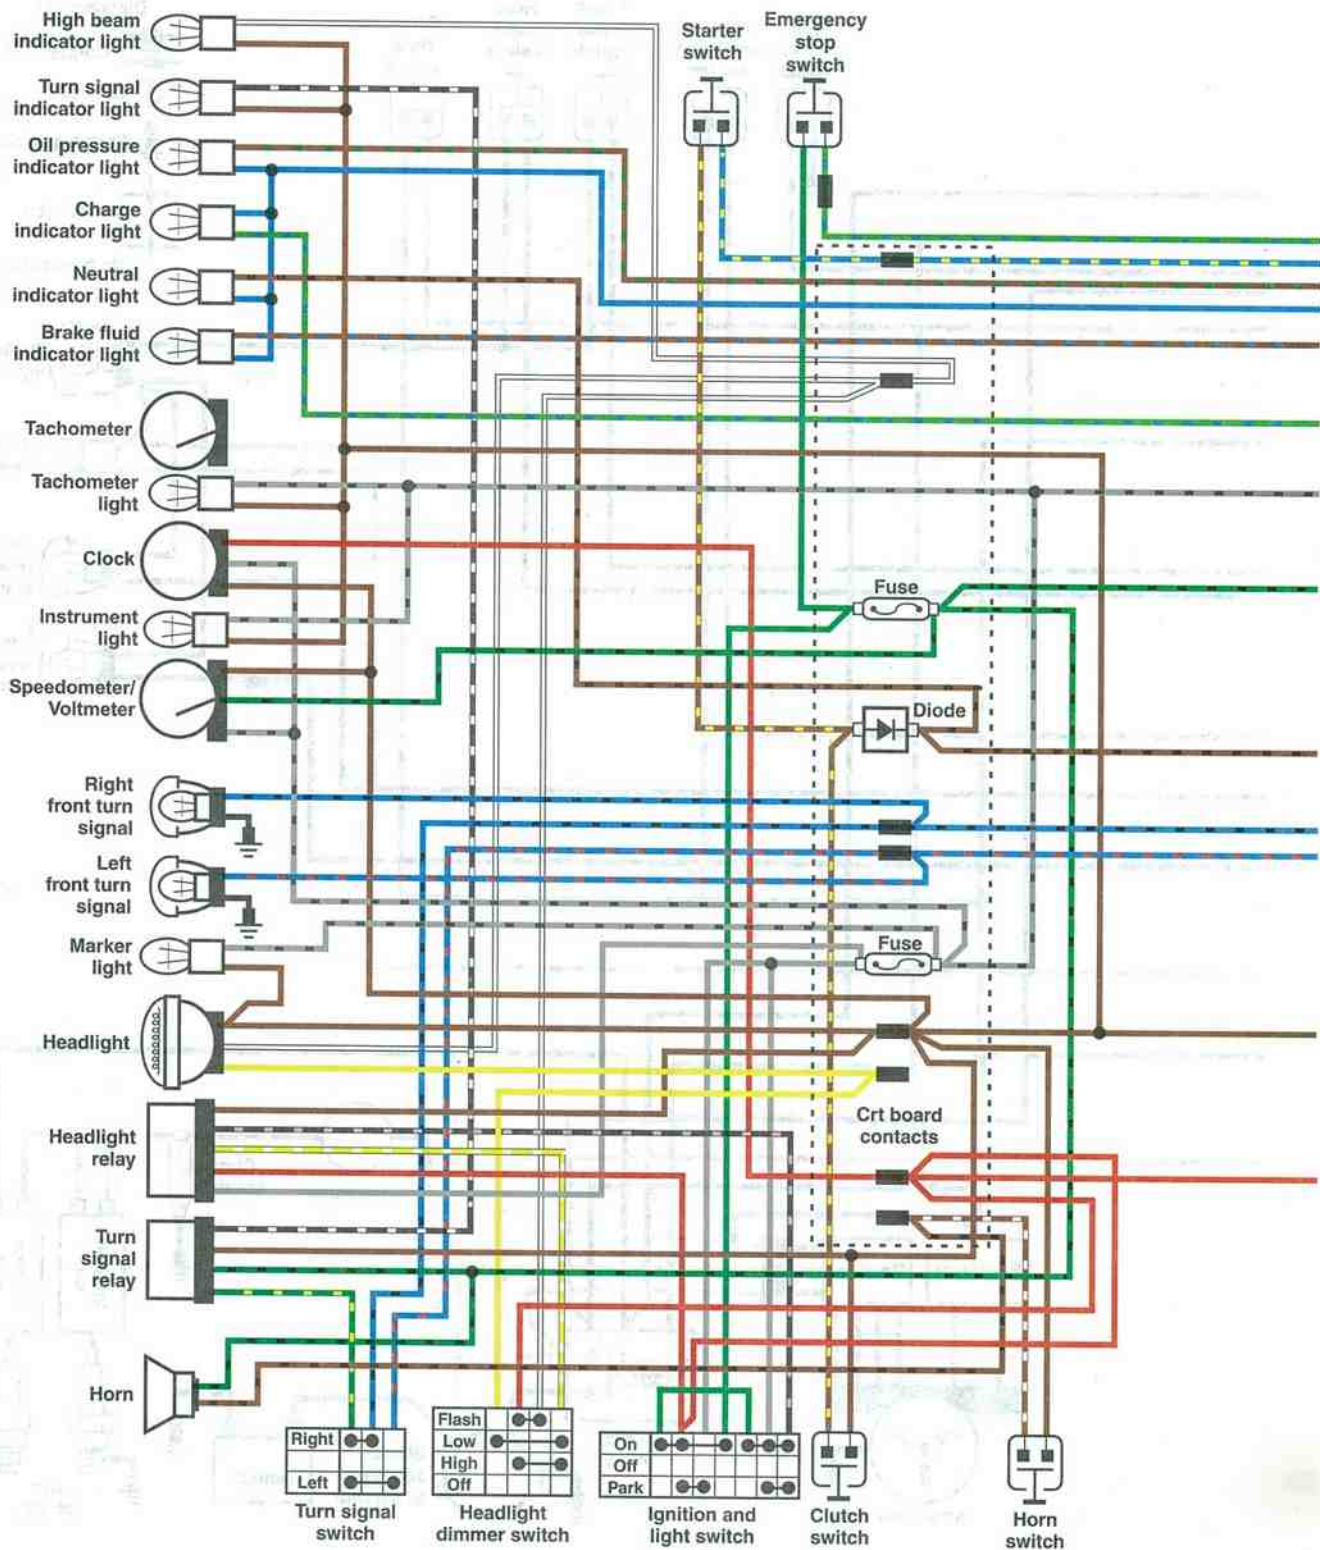 High beam
indicator light
Turn signal
indicator light
Oil pressure
indicator light
Charge
indicator light
Neutral
indicator light
Brake fluid
indicator light
Tachometer
Tachometer
light
Clock
Instrument
light
Speedometer/
Voltmeter
Right
front turn
signal
Left
front turn
signal
Marker
light
Headlight
Headlight
relay
Turn
signal
relay
Horn
Starter
switch
Emergency
stop
switch
Fuse
Diode
Fuse
Crt board
contacts
Right
Left
Turn signal
switch
Flash
Low
High
Off
Headlight
dimmer switch
On
Off
Park
Ignition and
light switch
Clutch
switch
Horn
switch